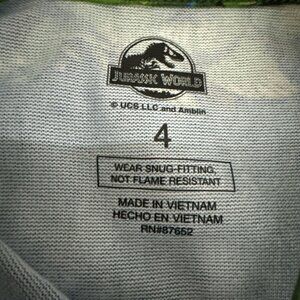 JURASSIC WORLD
© UCS LLC and Amblin
4
WEAR SNUG-FITTING,
NOT FLAME RESISTANT
MADE IN VIETNAM
HECHO EN VIETNAM
RN#87652